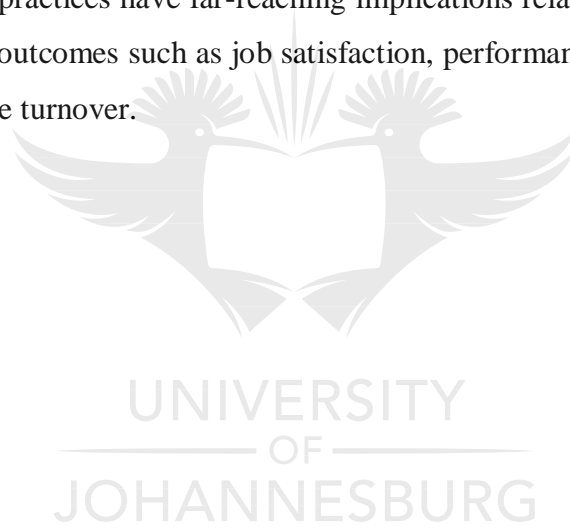 practices have far-reaching implications rela
outcomes such as job satisfaction, performan
e turnover.
UNIVERSITY
OF
JOHANNESBURG